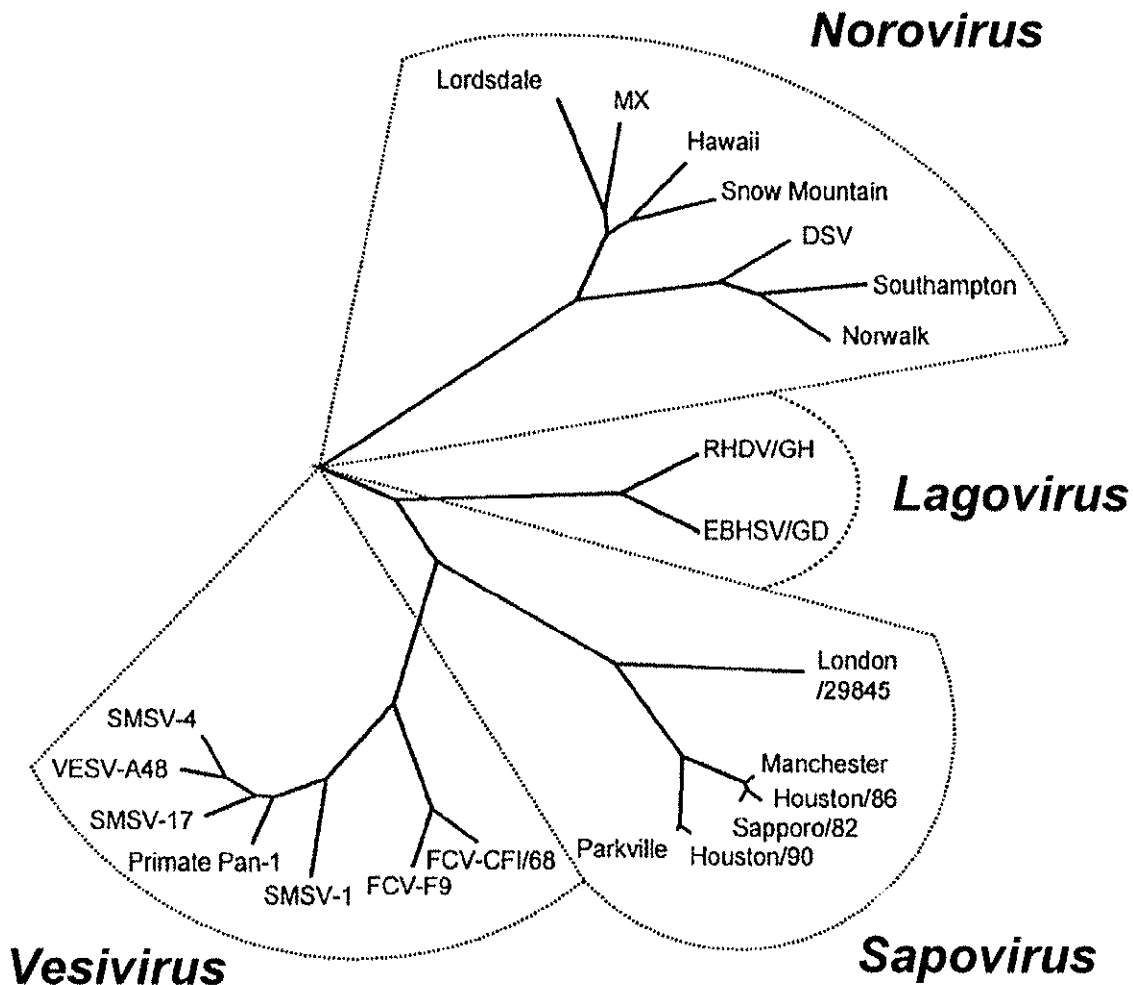 Norovirus
Lordsdale
MX
Hawaii
Snow Mountain
DSV
Southampton
Norwalk
RHDV/GH
Lagovirus
EBHSV/GD
London
/29845
SMSV-4
VESV-A48
SMSV-17
Primate Pan-1
SMSV-1
FCV-F9
FCV-CFI/68
Manchester
Houston/86
Sapporo/82
Parkville
Houston/90
Vesivirus
Sapovirus